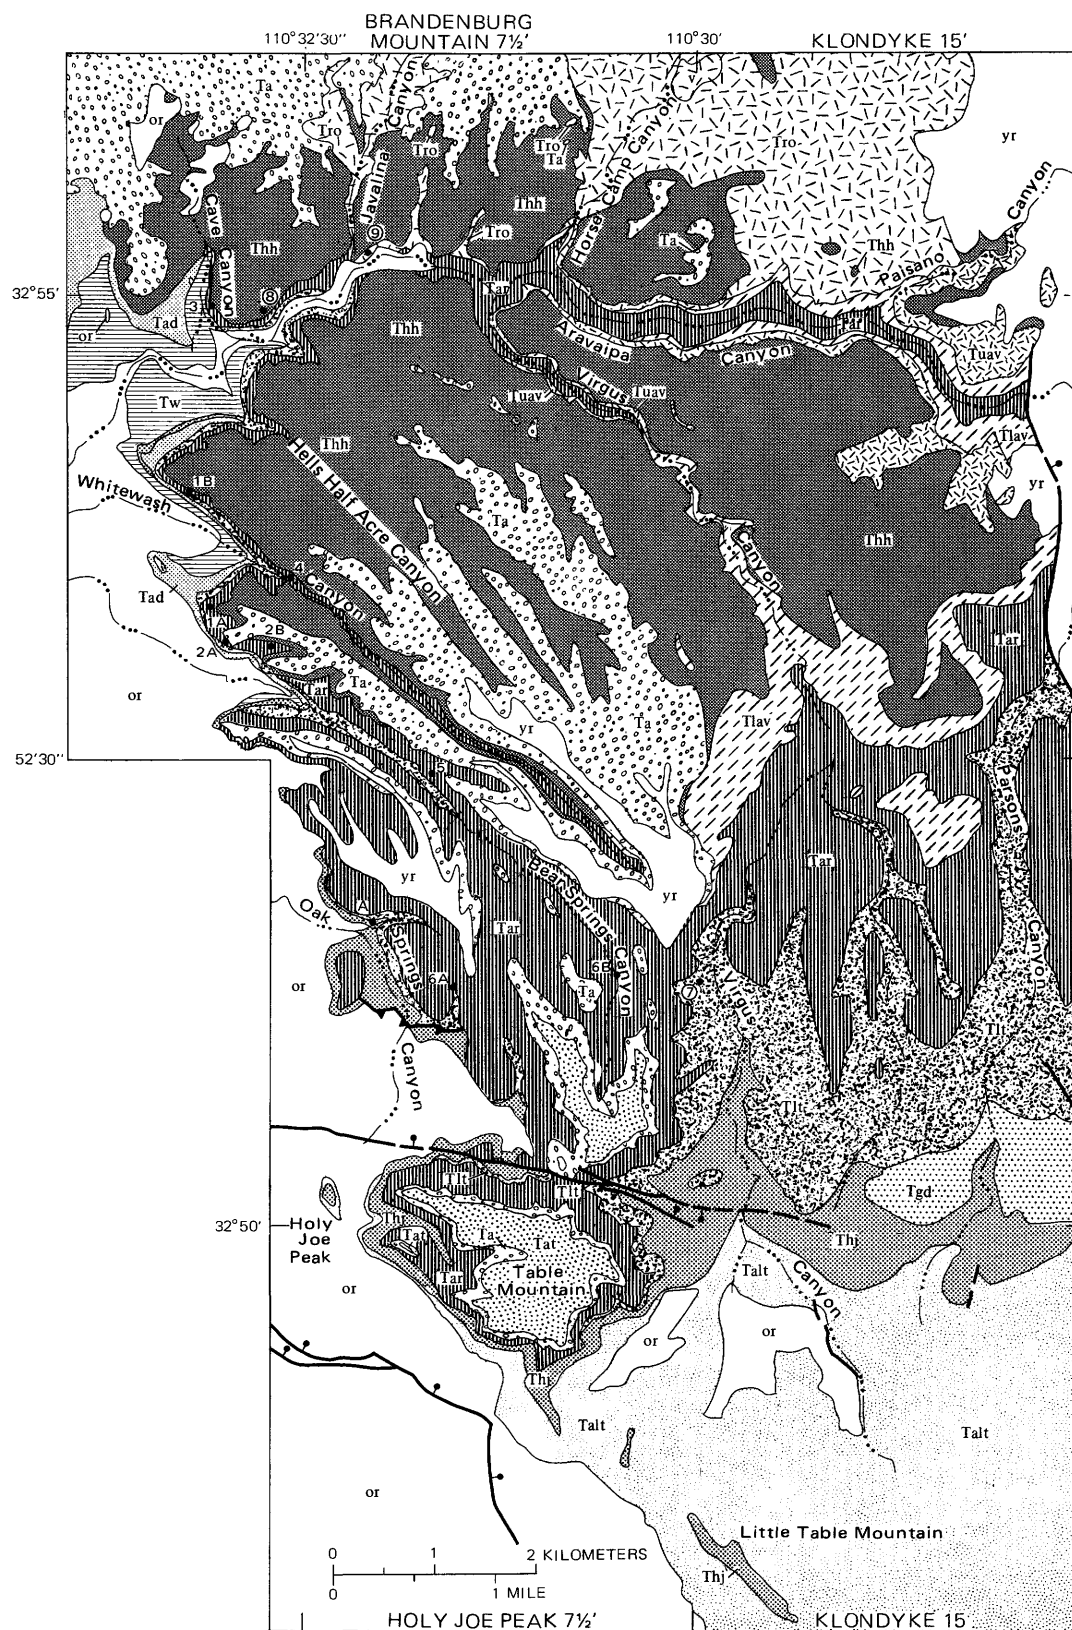 BRANDENBURG
MOUNTAIN 7½′
110°32′30″
110°30′
KLONDYKE 15′
Ta
or
Tro
Canyon
Javalina
Tro
Tro
Ta
Horse Camp Canyon
Tro
yr
Canyon
Cave Canyon
Thh
Thh
Tro
9
Ta
Thh
Paisano
32°55′
3
8
Tar
Tar
Tad
or
Thh
Aravaipa
Canyon
Tuav
Tw
Virgus
Tuav
Tuav
Thh
Tlav
Hells Half Acre Canyon
1B
Whitewash
yr
Ta
Canyon
Thh
4
Canyon
Tad
1A
2B
2A
Tar
or
Ta
Tar
yr
Ta
Tlav
52′30″
5
Parsons
Canyon
Tar
yr
Bear Springs
Canyon
yr
Oak
A
Springs
Canyon
Tar
or
6A
6B
Ta
7
Virgus
Tlt
Tlt
Tlt
Tlt
Tgd
32°50′
Holy
Joe
Peak
Thj
Tat
Ta
Tat
Thj
Tar
Table
Mountain
Talt
Canyon
or
or
or
Thj
Talt
Talt
or
Little Table Mountain
0 1 2 KILOMETERS
0 1 MILE
Thj
HOLY JOE PEAK 7½′
KLONDYKE 15′